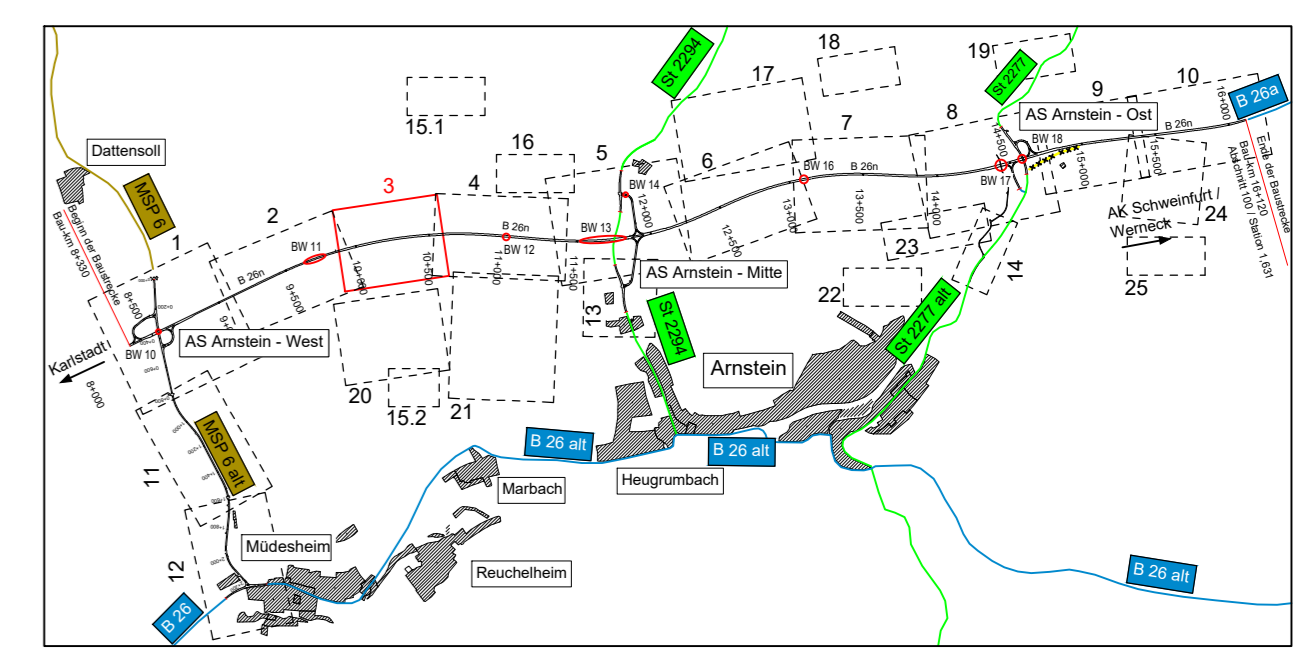 St 2294
18
19
17
St 2277
10
15.1
9
16+000
B 26a
7
8
AS Arnstein - Ost
Dattensoll
16
14+500
BW 18
B 26n
5
MSP 6
3
4
6
BW 16
B 26n
15+000
15+500
Ende der Baustrecke
Bau-km 16+120
Abschnitt 100 / Station 1,631
BW 14
12+000
BW 17
2
BW 11
B 26n
BW 12
BW 13
13+000
14+000
AK Schweinfurt /
Werneck
24
Beginn der Baustrecke
Bau-km 8+330
1
12+500
23
10+500
11+000
11+500
AS Arnstein - Mitte
14
25
B 26n
8+500
9+500
22
13
AS Arnstein - West
BW 10
St 2294
St 2277 alt
Karlstadt
8+000
Arnstein
20
15.2
21
MSP 6 alt
B 26 alt
B 26 alt
11
Heugrumbach
Marbach
Müdesheim
Reuchelheim
12
B 26 alt
B 26